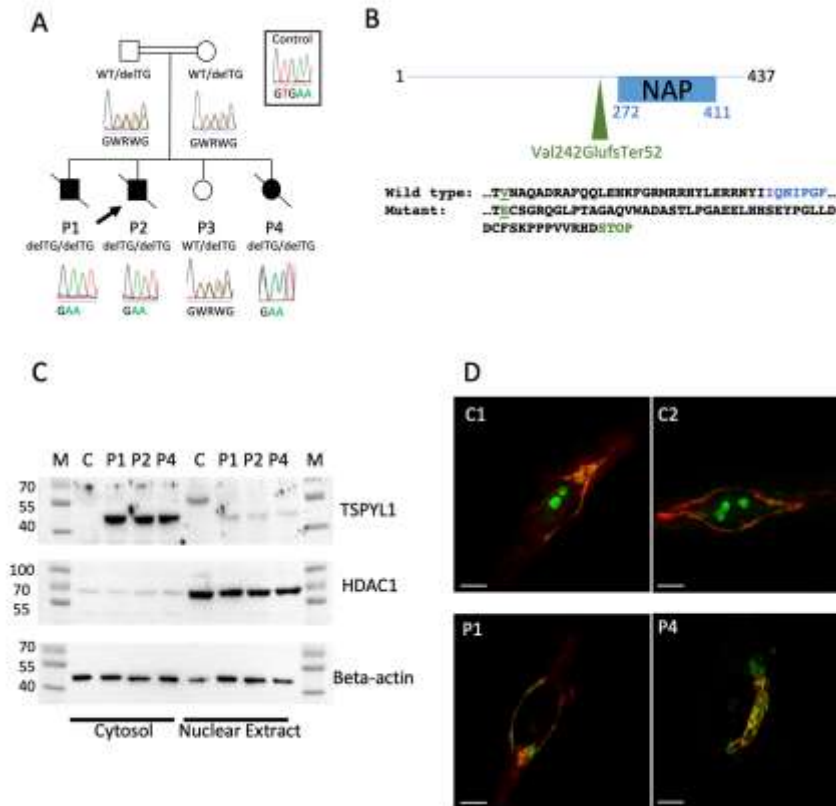 A
Control
GTGAA
WT/delTG
WT/delTG
GWRWG
GWRWG
P1
P2
P3
P4
delTG/delTG
delTG/delTG
WT/delTG
delTG/delTG
GAA
GAA
GWRWG
GAA
B
1
437
NAP
272
411
Val242GlufsTer52
Wild type: …TVNAQADRAFQQLEHKFGRMRRHYLERRNYIIQNIPGF…
Mutant: …TECSGRQGLPTAGAQVWADASTLPGAEELNHSEYPGLLD
DCFSKPPPVVRHDSTOP
C
M C P1 P2 P4 C P1 P2 P4 M
70
55
40
TSPYL1
100
70
55
HDAC1
70
55
40
Beta-actin
Cytosol
Nuclear Extract
D
C1
C2
P1
P4